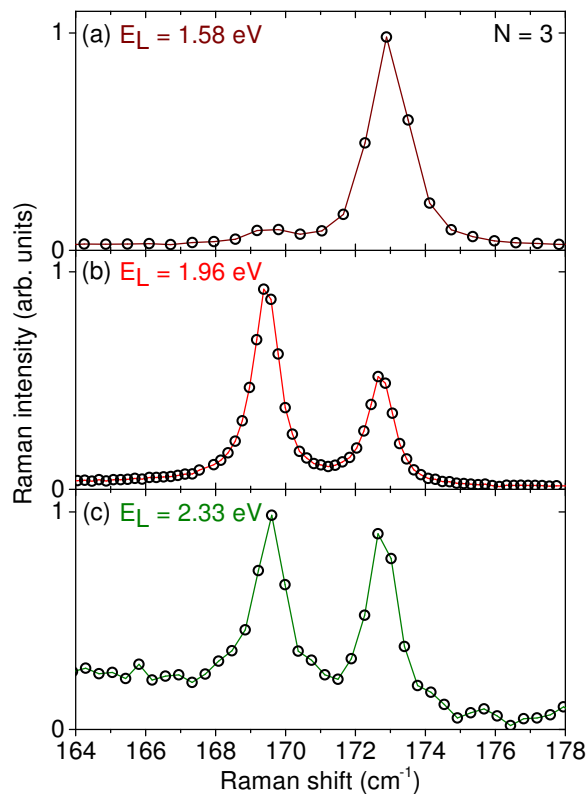 (a) E_L = 1.58 eV N = 3
1
0
(b) E_L = 1.96 eV
1
0
(c) E_L = 2.33 eV
1
0
Raman intensity (arb. units)
164 166 168 170 172 174 176 178
Raman shift (cm⁻¹)